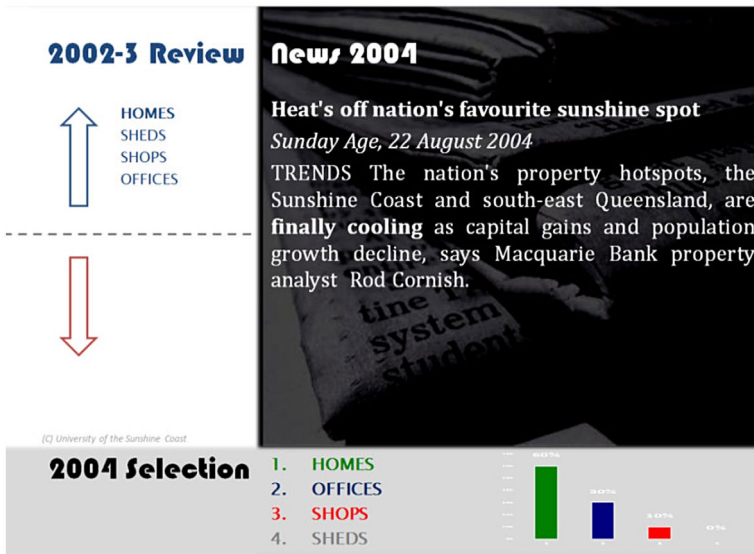 2002-3 Review
HOMES
SHEDS
SHOPS
OFFICES
(C) University of the Sunshine Coast
News 2004
Heat's off nation's favourite sunshine spot
Sunday Age, 22 August 2004
TRENDS The nation's property hotspots, the
Sunshine Coast and south-east Queensland, are
finally cooling as capital gains and population
growth decline, says Macquarie Bank property
analyst Rod Cornish.
tine
system
student
2004 Selection
1. HOMES
2. OFFICES
3. SHOPS
4. SHEDS
60%
30%
10%
0%